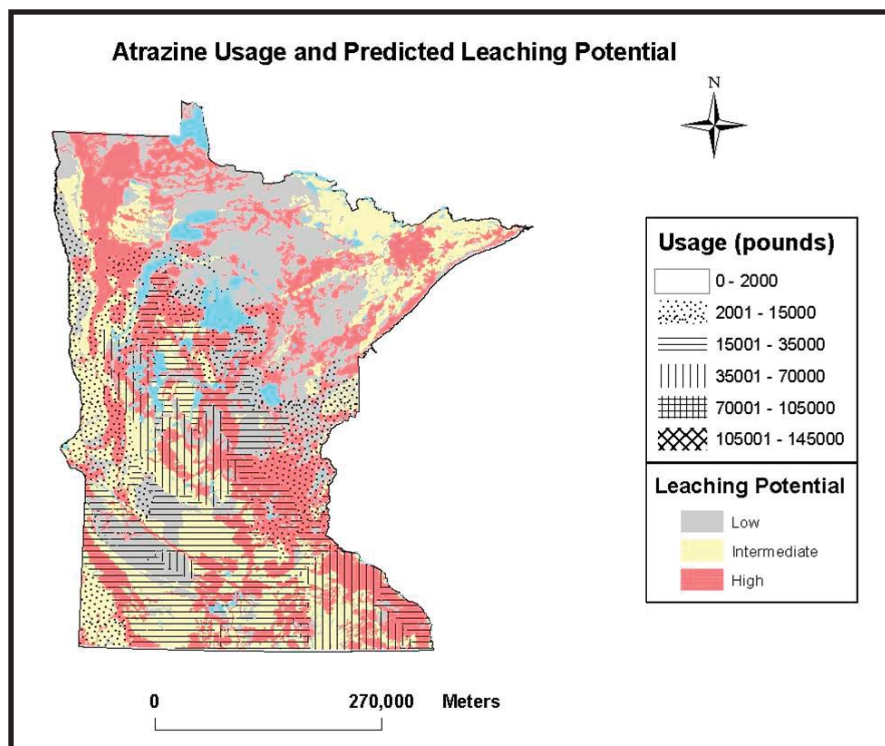 Atrazine Usage and Predicted Leaching Potential
N
Usage (pounds)
0 - 2000
2001 - 15000
15001 - 35000
35001 - 70000
70001 - 105000
105001 - 145000
Leaching Potential
Low
Intermediate
High
0 270,000 Meters